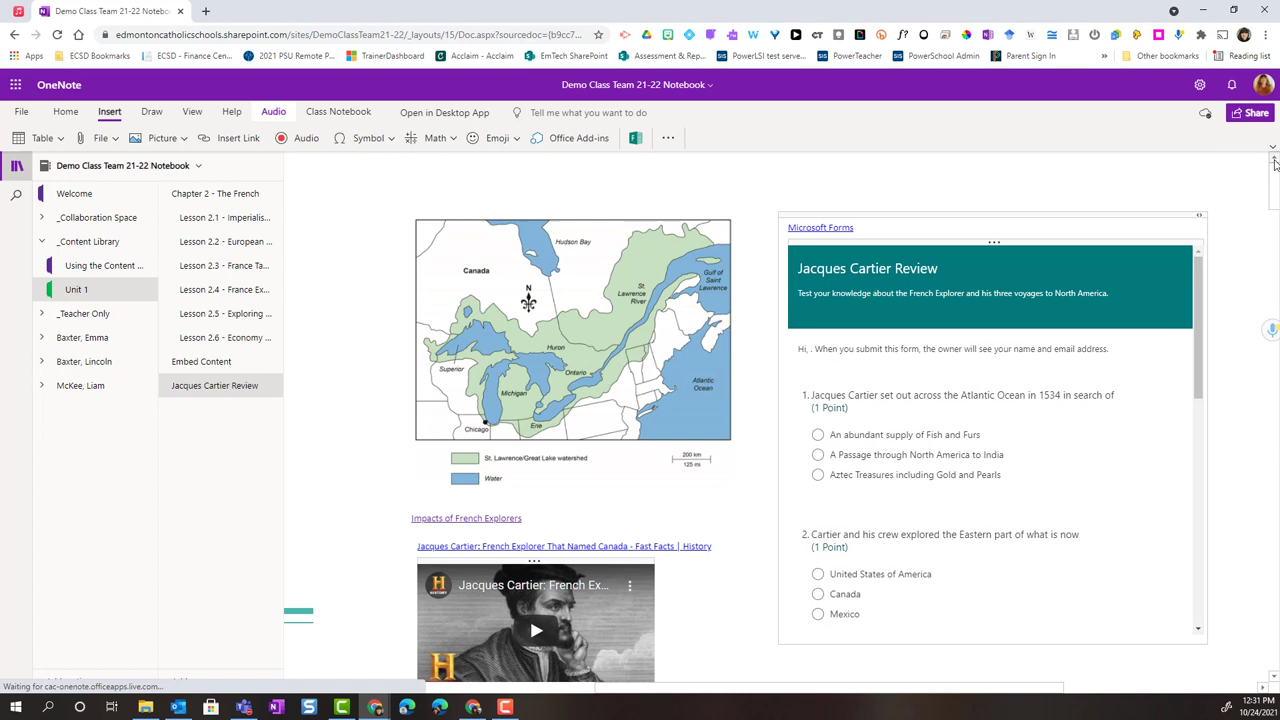 Demo Class Team 21-22 Notebook
edmontoncatholicschools.sharepoint.com/sites/DemoClassTeam21-22/_layouts/15/Doc.aspx?sourcedoc={b9cc7...
Apps ECSD Bookmarks ECSD - Finance Cen... 2021 PSU Remote P... TrainerDashboard Acclaim - Acclaim EmTech SharePoint Assessment & Rep... PowerLSI test serve... PowerTeacher PowerSchool Admin Parent Sign In » Other bookmarks Reading list
OneNote Demo Class Team 21-22 Notebook
File Home Insert Draw View Help Audio Class Notebook Open in Desktop App Tell me what you want to do Share
Table File Picture Insert Link Audio Symbol Math Emoji Office Add-ins ...
Demo Class Team 21-22 Notebook
Welcome
_Collaboration Space
_Content Library
Using the Content ...
Unit 1
_Teacher Only
Baxter, Emma
Baxter, Lincoln
McKee, Liam
Chapter 2 - The French
Lesson 2.1 - Imperialis...
Lesson 2.2 - European ...
Lesson 2.3 - France Ta...
Lesson 2.4 - France Ex...
Lesson 2.5 - Exploring ...
Lesson 2.6 - Economy ...
Embed Content
Jacques Cartier Review
Hudson Bay
Canada
Gulf of
Saint
Lawrence
N
St.
Lawrence
River
Huron
Superior
Ontario
Michigan
Atlantic
Ocean
Erie
Chicago
St. Lawrence/Great Lake watershed
Water
200 km
125 mi
Impacts of French Explorers
Jacques Cartier: French Explorer That Named Canada - Fast Facts | History
Jacques Cartier: French Ex...
H
HISTORY
H
Microsoft Forms
Jacques Cartier Review
Test your knowledge about the French Explorer and his three voyages to North America.
Hi, . When you submit this form, the owner will see your name and email address.
1. Jacques Cartier set out across the Atlantic Ocean in 1534 in search of
(1 Point)
An abundant supply of Fish and Furs
A Passage through North America to India
Aztec Treasures including Gold and Pearls
2. Cartier and his crew explored the Eastern part of what is now
(1 Point)
United States of America
Canada
Mexico
Waiting for cac-onenote.officeapps.live.com...
12:31 PM
10/24/2021